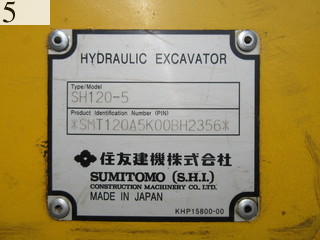 5
HYDRAULIC EXCAVATOR
Type/Model
SH120-5
Product Identification Number (PIN)
*SMT120A5K00BH2356*
住友建機株式会社
SUMITOMO (S.H.I.)
CONSTRUCTION MACHINERY CO., LTD.
MADE IN JAPAN
KHP15800-00